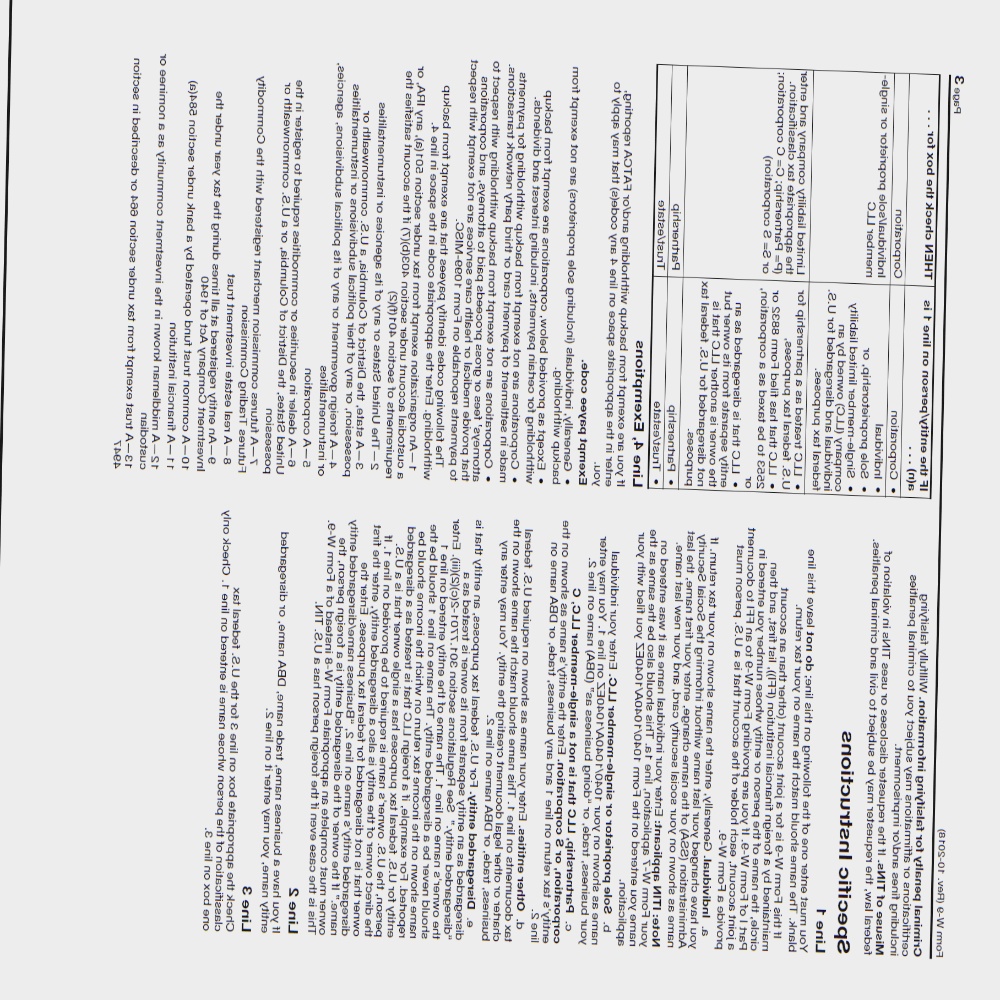 Form W-9 (Rev. 10-2018)
Page 3
Criminal penalty for falsifying information. Willfully falsifying
certifications or affirmations may subject you to criminal penalties
including fines and/or imprisonment.
Misuse of TINs. If the requester discloses or uses TINs in violation of
federal law, the requester may be subject to civil and criminal penalties.
Specific Instructions
Line 1
You must enter one of the following on this line; do not leave this line
blank. The name should match the name on your tax return.
If this Form W-9 is for a joint account (other than an account
maintained by a foreign financial institution (FFI)), list first, and then
circle, the name of the person or entity whose number you entered in
Part I of Form W-9. If you are providing Form W-9 to an FFI to document
a joint account, each holder of the account that is a U.S. person must
provide a Form W-9.
a. Individual. Generally, enter the name shown on your tax return. If
you have changed your last name without informing the Social Security
Administration (SSA) of the name change, enter your first name, the last
name as shown on your social security card, and your new last name.
Note: ITIN applicant: Enter your individual name as it was entered on
your Form W-7 application, line 1a. This should also be the same as the
name you entered on the Form 1040/1040A/1040EZ you filed with your
application.
b. Sole proprietor or single-member LLC. Enter your individual
name as shown on your 1040/1040A/1040EZ on line 1. You may enter
your business, trade, or "doing business as" (DBA) name on line 2.
c. Partnership, LLC that is not a single-member LLC, C
corporation, or S corporation. Enter the entity's name as shown on the
entity's tax return on line 1 and any business, trade, or DBA name on
line 2.
d. Other entities. Enter your name as shown on required U.S. federal
tax documents on line 1. This name should match the name shown on the
charter or other legal document creating the entity. You may enter any
business, trade, or DBA name on line 2.
e. Disregarded entity. For U.S. federal tax purposes, an entity that is
disregarded as an entity separate from its owner is treated as a
"disregarded entity." See Regulations section 301.7701-2(c)(2)(iii). Enter
the owner's name on line 1. The name of the entity entered on line 1
should never be a disregarded entity. The name on line 1 should be the
name shown on the income tax return on which the income should be
reported. For example, if a foreign LLC that is treated as a disregarded
entity for U.S. federal tax purposes has a single owner that is a U.S.
person, the U.S. owner's name is required to be provided on line 1. If
the direct owner of the entity is also a disregarded entity, enter the first
owner that is not disregarded for federal tax purposes. Enter the
disregarded entity's name on line 2, "Business name/disregarded entity
name." If the owner of the disregarded entity is a foreign person, the
owner must complete an appropriate Form W-8 instead of a Form W-9.
This is the case even if the foreign person has a U.S. TIN.
Line 2
If you have a business name, trade name, DBA name, or disregarded
entity name, you may enter it on line 2.
Line 3
Check the appropriate box on line 3 for the U.S. federal tax
classification of the person whose name is entered on line 1. Check only
one box on line 3.
IF the entity/person on line 1 is
a(n) . . .
THEN check the box for . . .
• Corporation
Corporation
• Individual
• Sole proprietorship, or
• Single-member limited liability
company (LLC) owned by an
individual and disregarded for U.S.
federal tax purposes.
Individual/sole proprietor or single-
member LLC
• LLC treated as a partnership for
U.S. federal tax purposes,
• LLC that has filed Form 8832 or
2553 to be taxed as a corporation,
or
• LLC that is disregarded as an
entity separate from its owner but
the owner is another LLC that is
not disregarded for U.S. federal tax
purposes.
Limited liability company and enter
the appropriate tax classification.
(P= Partnership; C= C corporation;
or S= S corporation)
• Partnership
Partnership
• Trust/estate
Trust/estate
Line 4, Exemptions
If you are exempt from backup withholding and/or FATCA reporting,
enter in the appropriate space on line 4 any code(s) that may apply to
you.
Exempt payee code.
• Generally, individuals (including sole proprietors) are not exempt from
backup withholding.
• Except as provided below, corporations are exempt from backup
withholding for certain payments, including interest and dividends.
• Corporations are not exempt from backup withholding for payments
made in settlement of payment card or third party network transactions.
• Corporations are not exempt from backup withholding with respect to
attorneys' fees or gross proceeds paid to attorneys, and corporations
that provide medical or health care services are not exempt with respect
to payments reportable on Form 1099-MISC.
The following codes identify payees that are exempt from backup
withholding. Enter the appropriate code in the space in line 4.
1—An organization exempt from tax under section 501(a), any IRA, or
a custodial account under section 403(b)(7) if the account satisfies the
requirements of section 401(f)(2)
2—The United States or any of its agencies or instrumentalities
3—A state, the District of Columbia, a U.S. commonwealth or
possession, or any of their political subdivisions or instrumentalities
4—A foreign government or any of its political subdivisions, agencies,
or instrumentalities
5—A corporation
6—A dealer in securities or commodities required to register in the
United States, the District of Columbia, or a U.S. commonwealth or
possession
7—A futures commission merchant registered with the Commodity
Futures Trading Commission
8—A real estate investment trust
9—An entity registered at all times during the tax year under the
Investment Company Act of 1940
10—A common trust fund operated by a bank under section 584(a)
11—A financial institution
12—A middleman known in the investment community as a nominee or
custodian
13—A trust exempt from tax under section 664 or described in section
4947